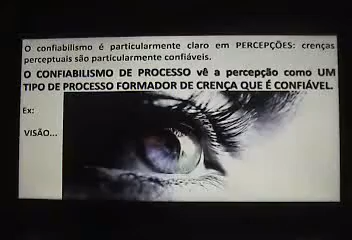 O confiabilismo é particularmente claro em PERCEPÇÕES: crenças
perceptuais são particularmente confiáveis.
O CONFIABILISMO DE PROCESSO vê a percepção como UM
TIPO DE PROCESSO FORMADOR DE CRENÇA QUE É CONFIÁVEL.
Ex:
VISÃO...